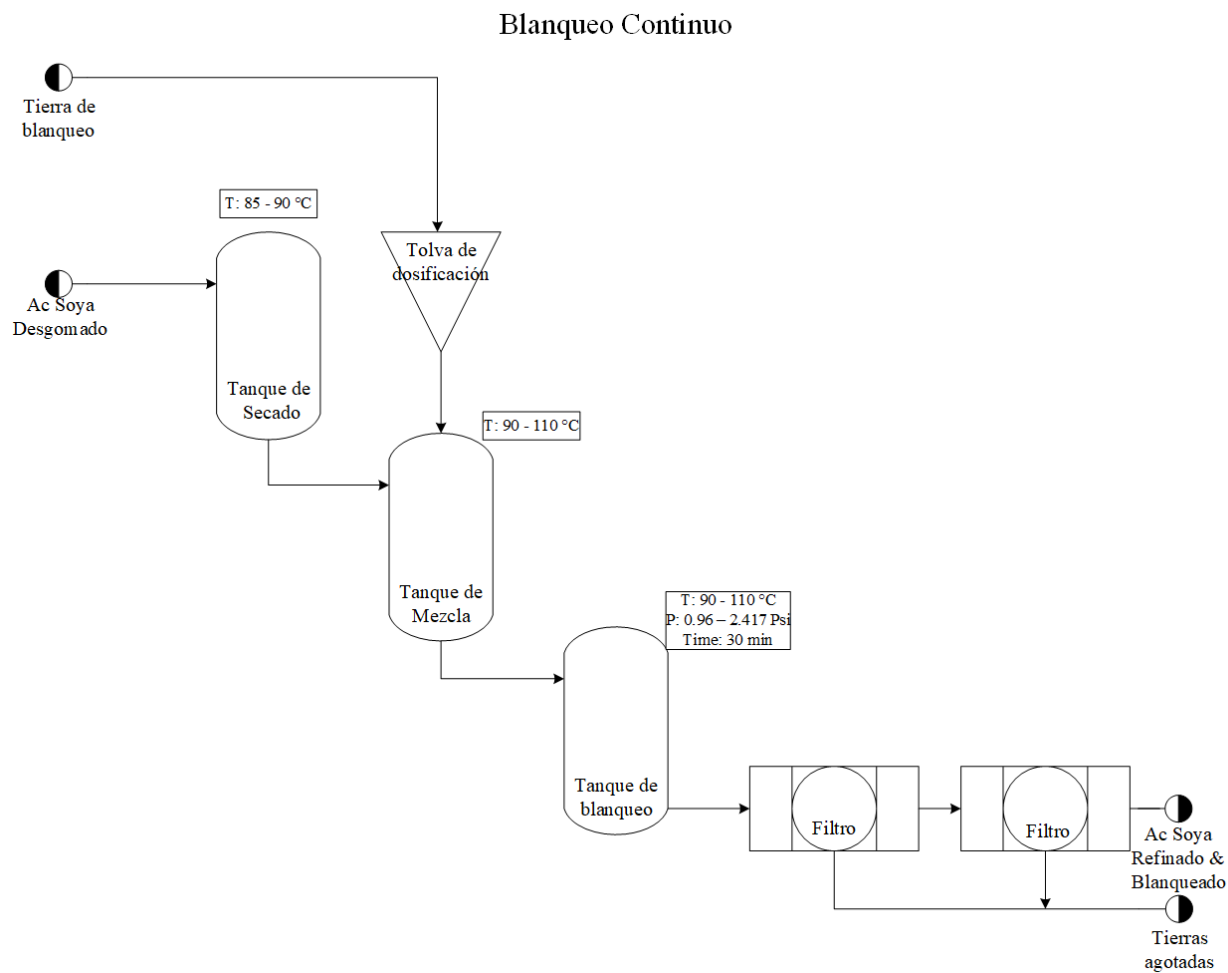 Blanqueo Continuo
Tierra de
blanqueo
T: 85 - 90 °C
Tolva de
dosificación
Ac Soya
Desgomado
Tanque de
Secado
T: 90 - 110 °C
Tanque de
Mezcla
T: 90 - 110 °C
P: 0.96 – 2.417 Psi
Time: 30 min
Tanque de
blanqueo
Filtro
Filtro
Ac Soya
Refinado &
Blanqueado
Tierras
agotadas